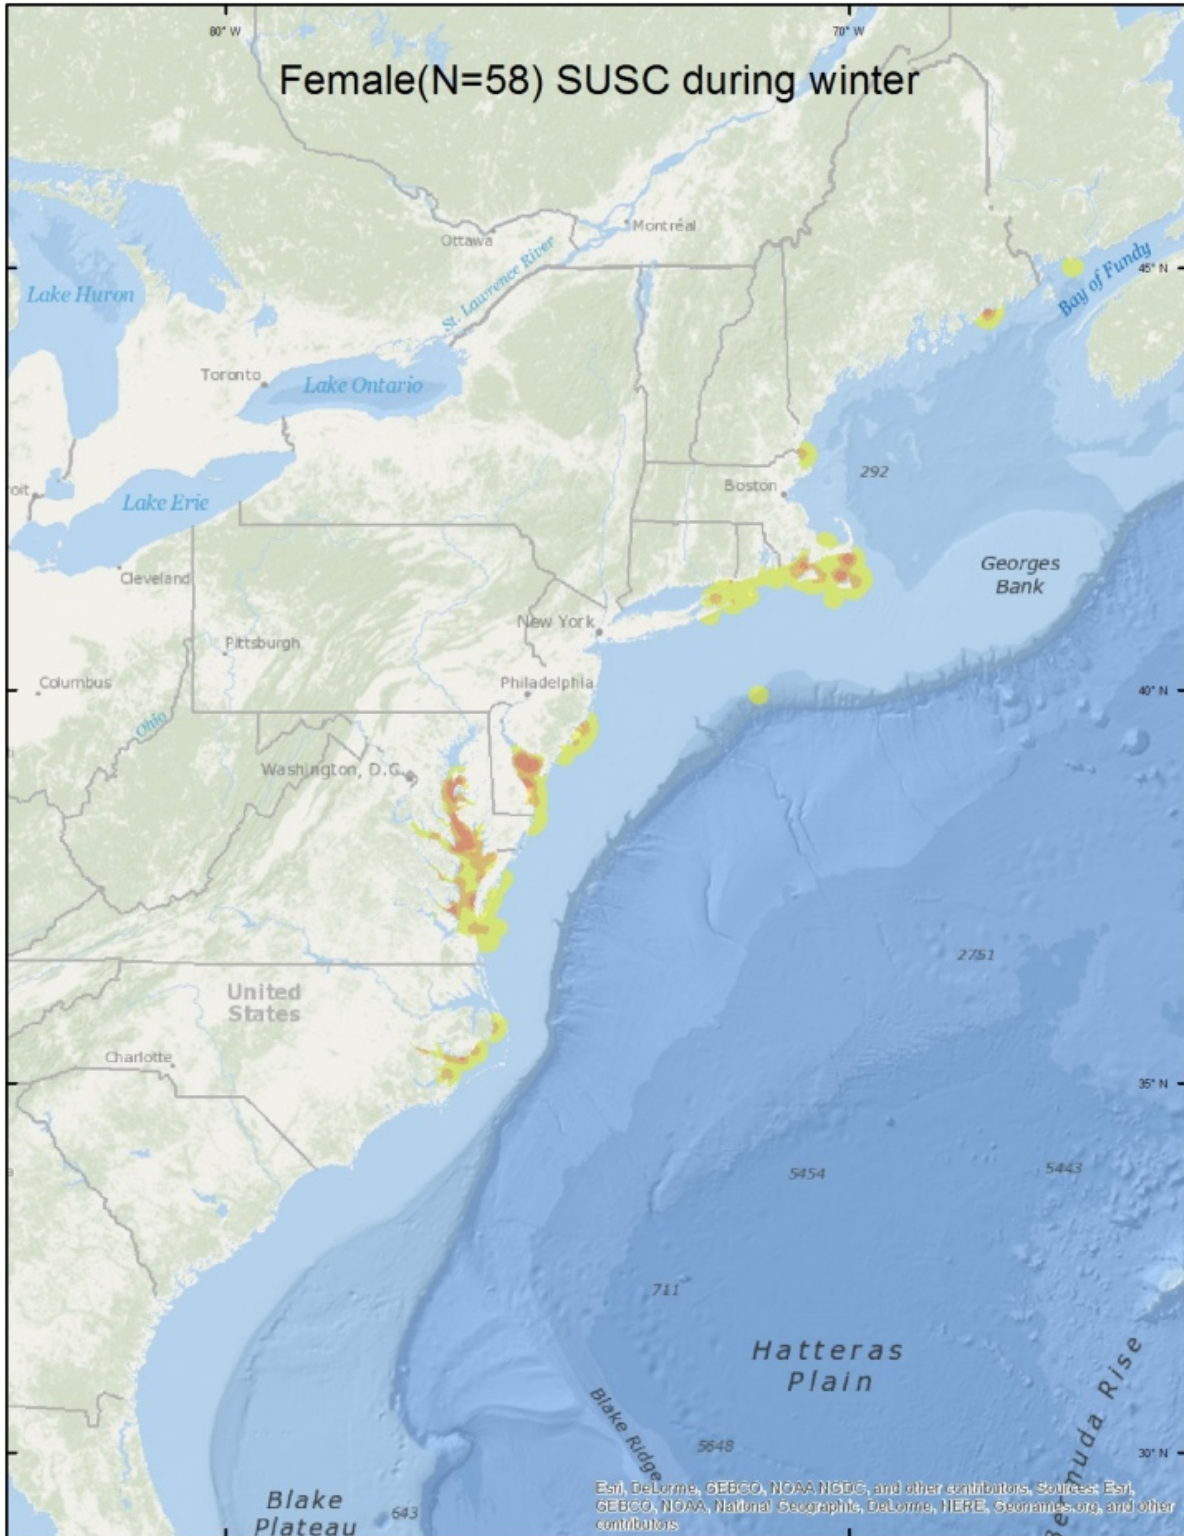 80° W
70° W
Female(N=58) SUSC during winter
Montréal
Ottawa
St. Lawrence River
Bay of Fundy
45° N
Lake Huron
Toronto
Lake Ontario
292
Boston
oit
Lake Erie
Georges
Bank
Cleveland
New York
Pittsburgh
Columbus
Philadelphia
40° N
Ohio
Washington, D.C.
2751
United
States
Charlotte
35° N
5454
5443
711
Hatteras
Plain
Blake Ridge
Bermuda Rise
5648
30° N
Esri, DeLorme, GEBCO, NOAA NGDC, and other contributors, Sources: Esri,
GEBCO, NOAA, National Geographic, DeLorme, HERE, Geonames.org, and other
contributors
Blake
Plateau
643